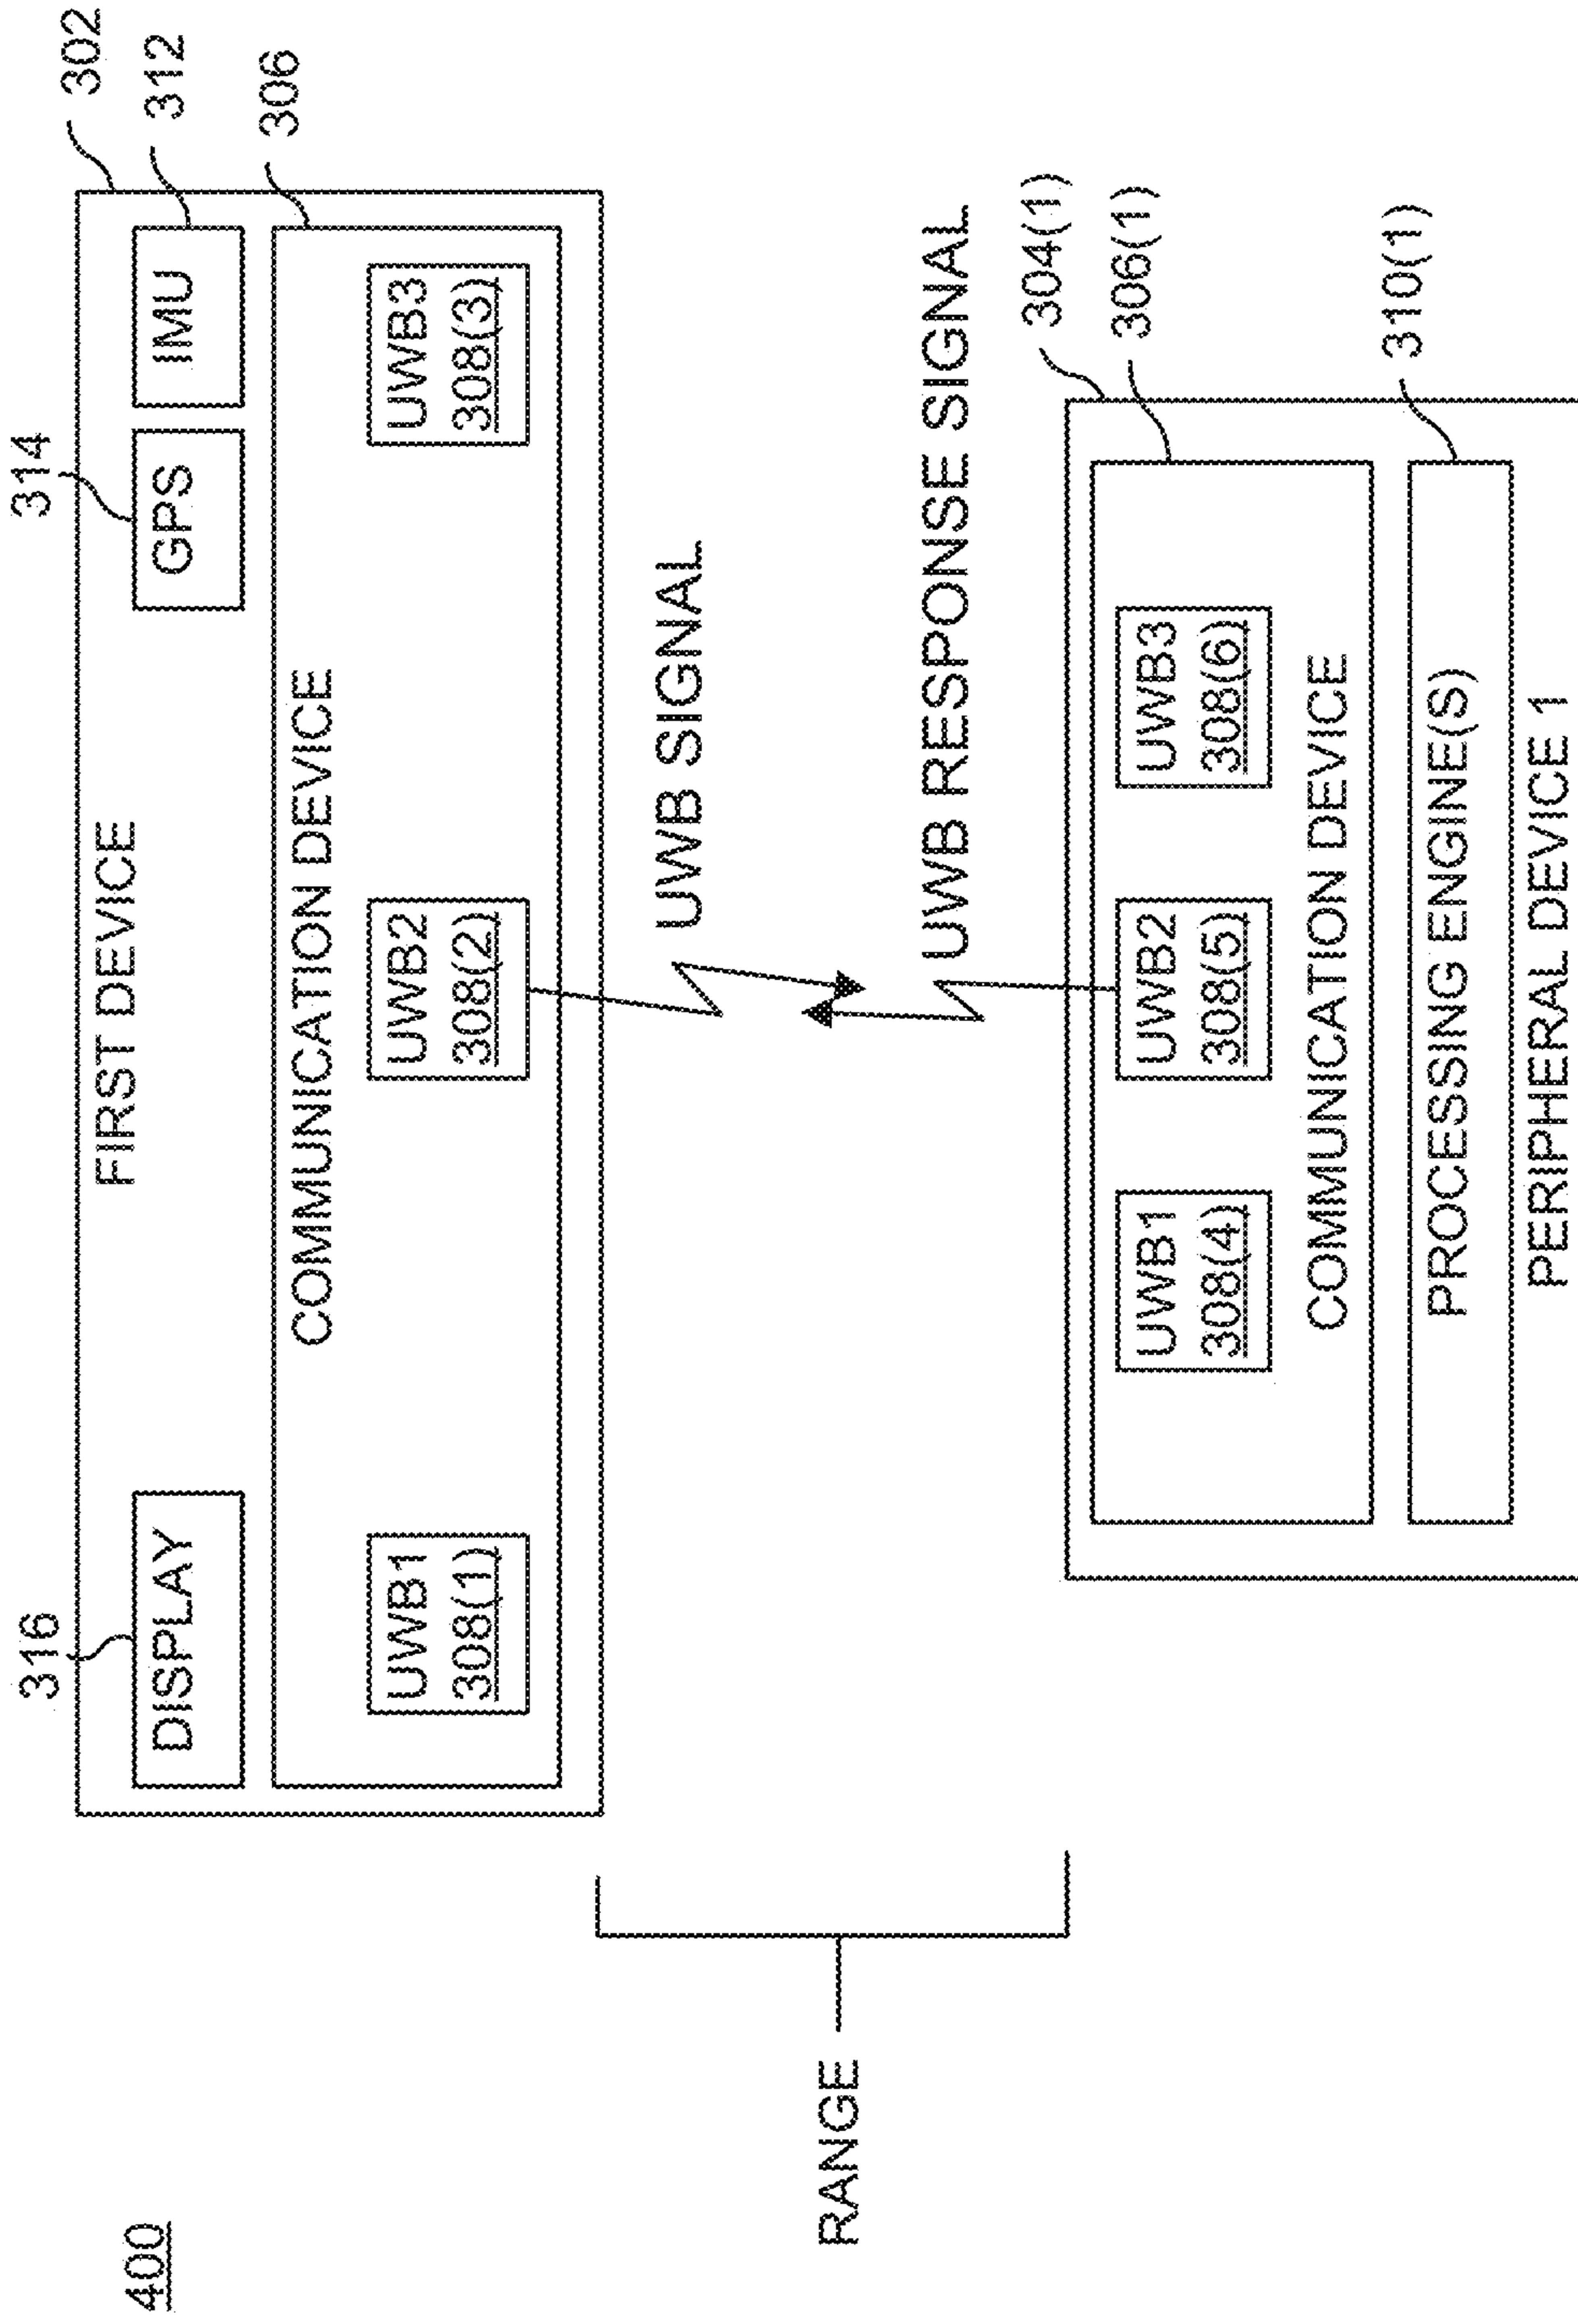 400
316
314
302
312
306
FIRST DEVICE
DISPLAY
GPS
IMU
COMMUNICATION DEVICE
UWB1
308(1)
UWB2
308(2)
UWB3
308(3)
RANGE
UWB SIGNAL
UWB RESPONSE SIGNAL
304(1)
306(1)
310(1)
UWB1
308(4)
UWB2
308(5)
UWB3
308(6)
COMMUNICATION DEVICE
PROCESSING ENGINE(S)
PERIPHERAL DEVICE 1